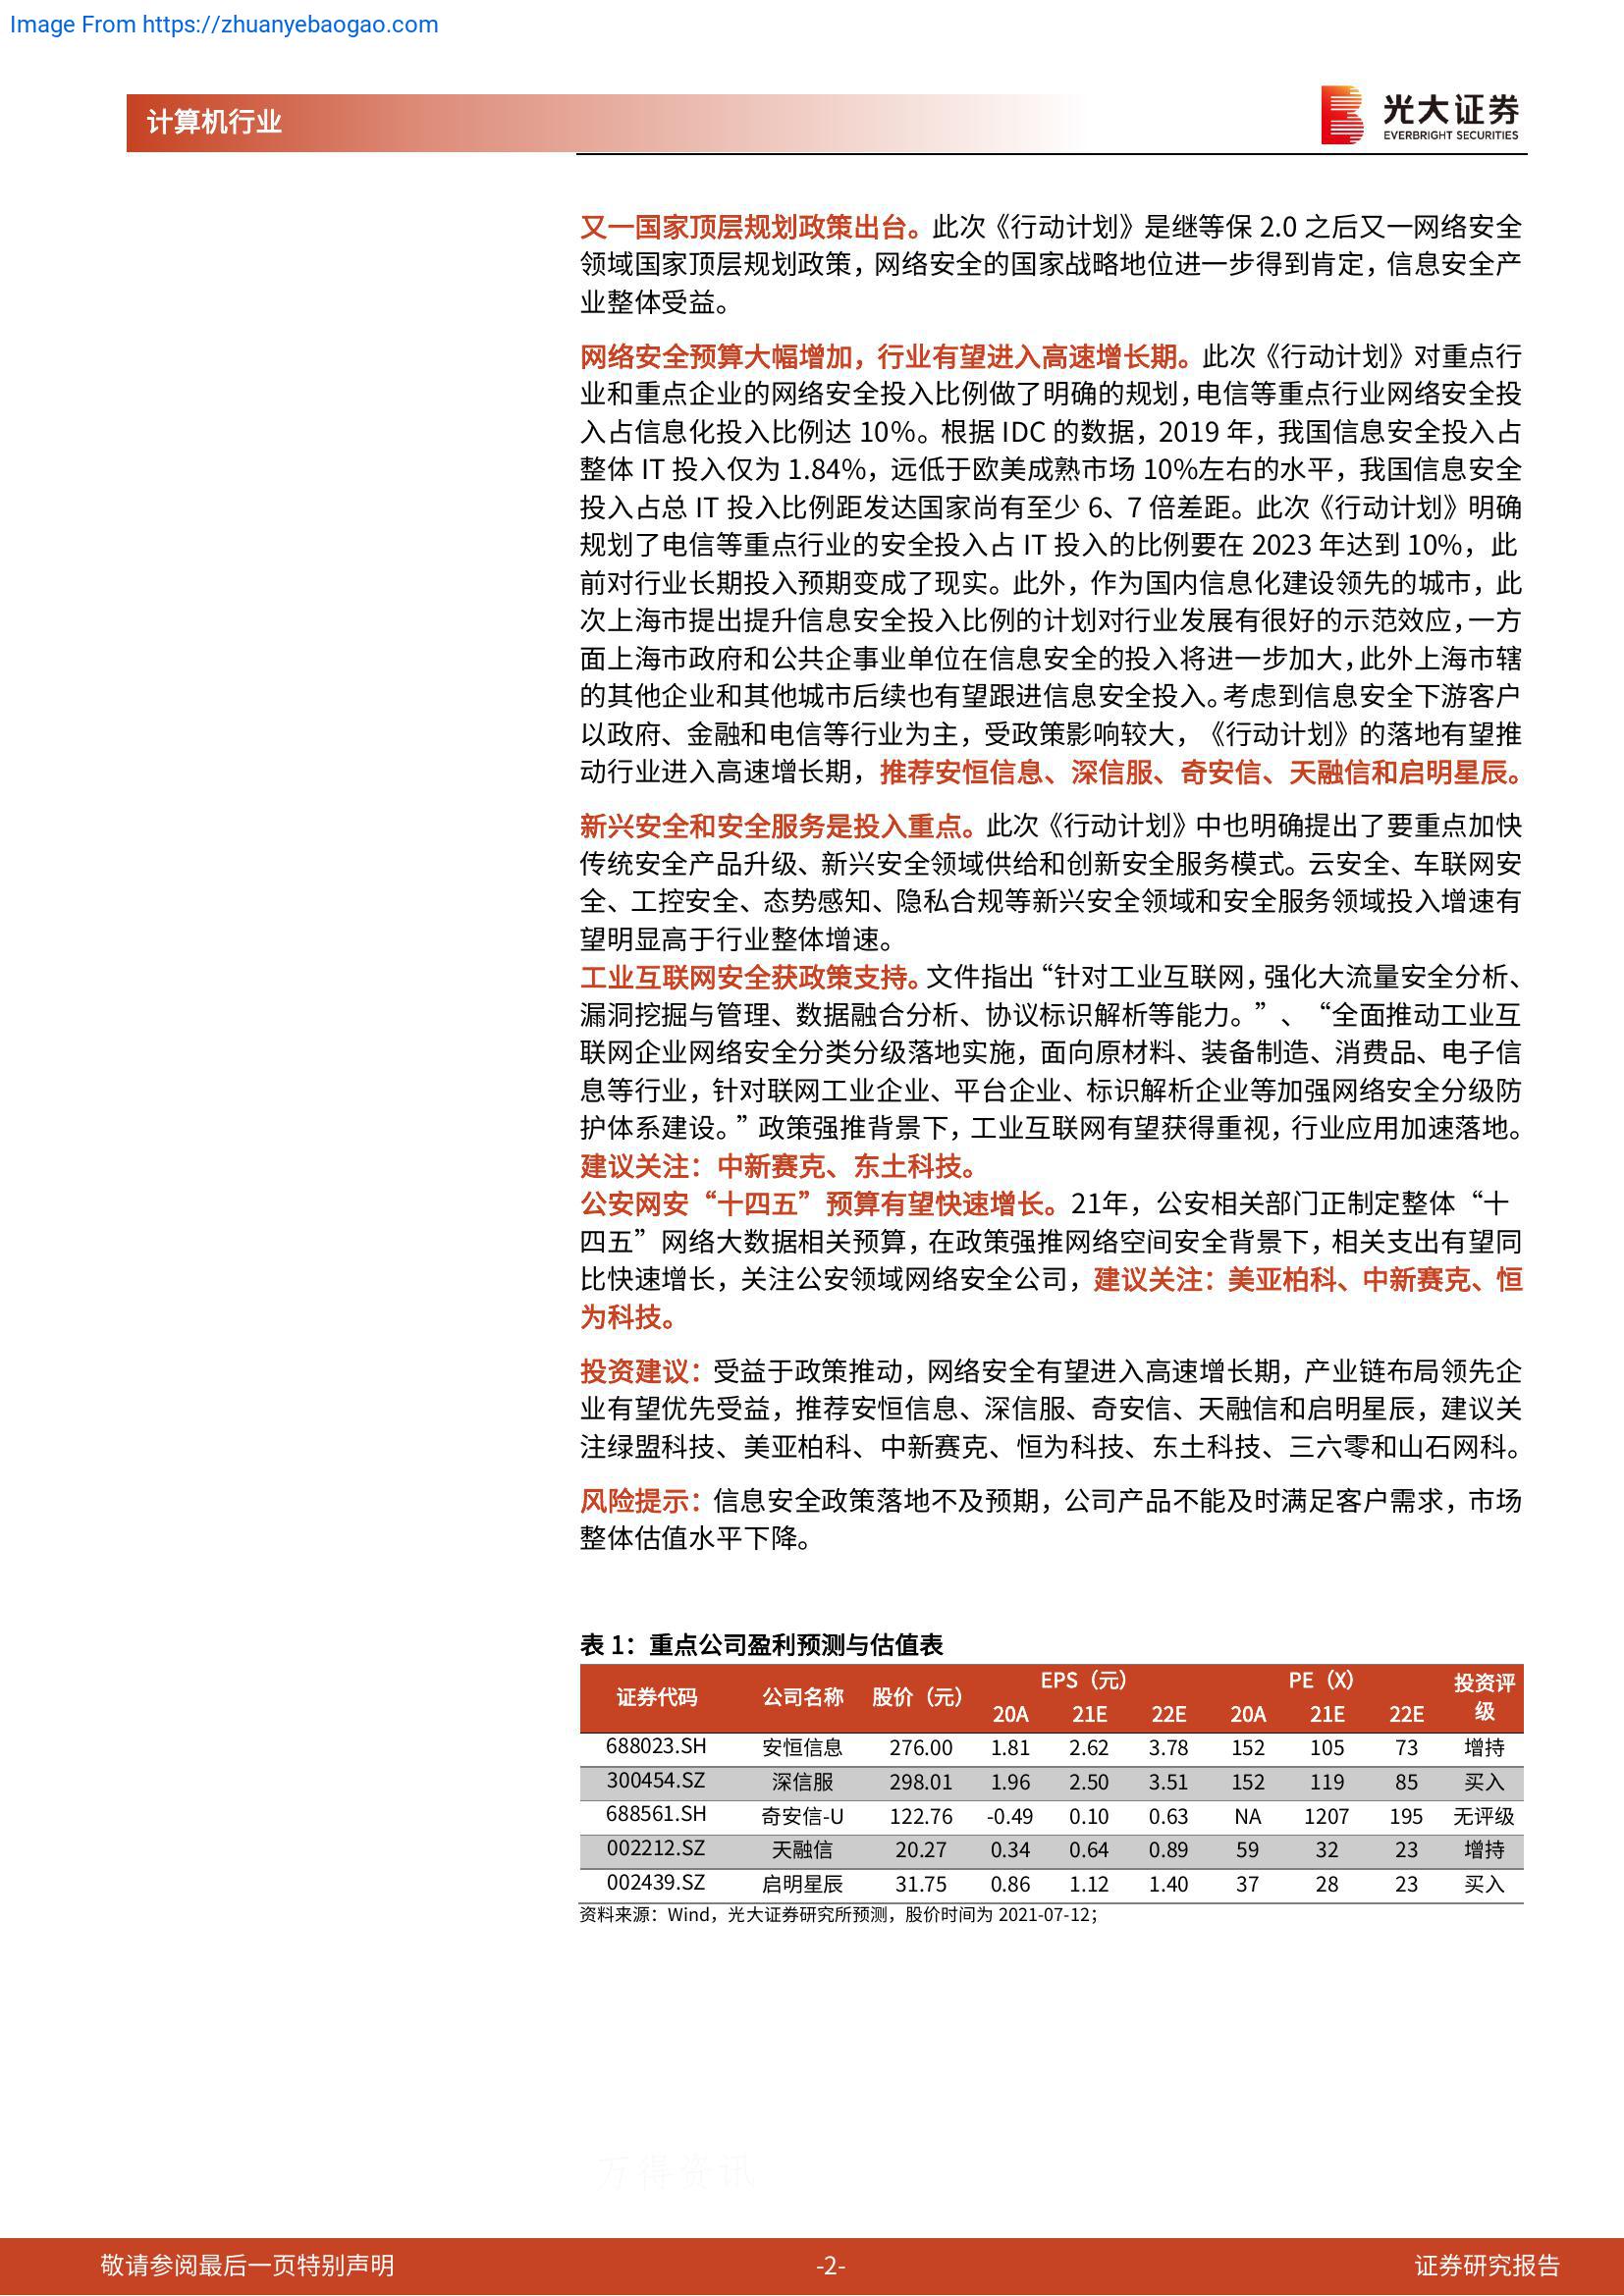 Image From https://zhuanyebaogao.com
计算机行业
光大证券
EVERBRIGHT SECURITIES
又一国家顶层规划政策出台。此次《行动计划》是继等保 2.0 之后又一网络安全
领域国家顶层规划政策，网络安全的国家战略地位进一步得到肯定，信息安全产
业整体受益。
网络安全预算大幅增加，行业有望进入高速增长期。此次《行动计划》对重点行
业和重点企业的网络安全投入比例做了明确的规划，电信等重点行业网络安全投
入占信息化投入比例达 10%。根据 IDC 的数据，2019 年，我国信息安全投入占
整体 IT 投入仅为 1.84%，远低于欧美成熟市场 10%左右的水平，我国信息安全
投入占总 IT 投入比例距发达国家尚有至少 6、7 倍差距。此次《行动计划》明确
规划了电信等重点行业的安全投入占 IT 投入的比例要在 2023 年达到 10%，此
前对行业长期投入预期变成了现实。此外，作为国内信息化建设领先的城市，此
次上海市提出提升信息安全投入比例的计划对行业发展有很好的示范效应，一方
面上海市政府和公共企事业单位在信息安全的投入将进一步加大，此外上海市辖
的其他企业和其他城市后续也有望跟进信息安全投入。考虑到信息安全下游客户
以政府、金融和电信等行业为主，受政策影响较大，《行动计划》的落地有望推
动行业进入高速增长期，推荐安恒信息、深信服、奇安信、天融信和启明星辰。
新兴安全和安全服务是投入重点。此次《行动计划》中也明确提出了要重点加快
传统安全产品升级、新兴安全领域供给和创新安全服务模式。云安全、车联网安
全、工控安全、态势感知、隐私合规等新兴安全领域和安全服务领域投入增速有
望明显高于行业整体增速。
工业互联网安全获政策支持。文件指出“针对工业互联网，强化大流量安全分析、
漏洞挖掘与管理、数据融合分析、协议标识解析等能力。”、“全面推动工业互
联网企业网络安全分类分级落地实施，面向原材料、装备制造、消费品、电子信
息等行业，针对联网工业企业、平台企业、标识解析企业等加强网络安全分级防
护体系建设。”政策强推背景下，工业互联网有望获得重视，行业应用加速落地。
建议关注：中新赛克、东土科技。
公安网安“十四五”预算有望快速增长。21年，公安相关部门正制定整体“十
四五”网络大数据相关预算，在政策强推网络空间安全背景下，相关支出有望同
比快速增长，关注公安领域网络安全公司，建议关注：美亚柏科、中新赛克、恒
为科技。
投资建议：受益于政策推动，网络安全有望进入高速增长期，产业链布局领先企
业有望优先受益，推荐安恒信息、深信服、奇安信、天融信和启明星辰，建议关
注绿盟科技、美亚柏科、中新赛克、恒为科技、东土科技、三六零和山石网科。
风险提示：信息安全政策落地不及预期，公司产品不能及时满足客户需求，市场
整体估值水平下降。
表 1：重点公司盈利预测与估值表
证券代码 公司名称 股价（元） EPS（元） PE（X） 投资评级
20A 21E 22E 20A 21E 22E
688023.SH 安恒信息 276.00 1.81 2.62 3.78 152 105 73 增持
300454.SZ 深信服 298.01 1.96 2.50 3.51 152 119 85 买入
688561.SH 奇安信-U 122.76 -0.49 0.10 0.63 NA 1207 195 无评级
002212.SZ 天融信 20.27 0.34 0.64 0.89 59 32 23 增持
002439.SZ 启明星辰 31.75 0.86 1.12 1.40 37 28 23 买入
资料来源：Wind，光大证券研究所预测，股价时间为 2021-07-12；
万得资讯
敬请参阅最后一页特别声明
-2-
证券研究报告